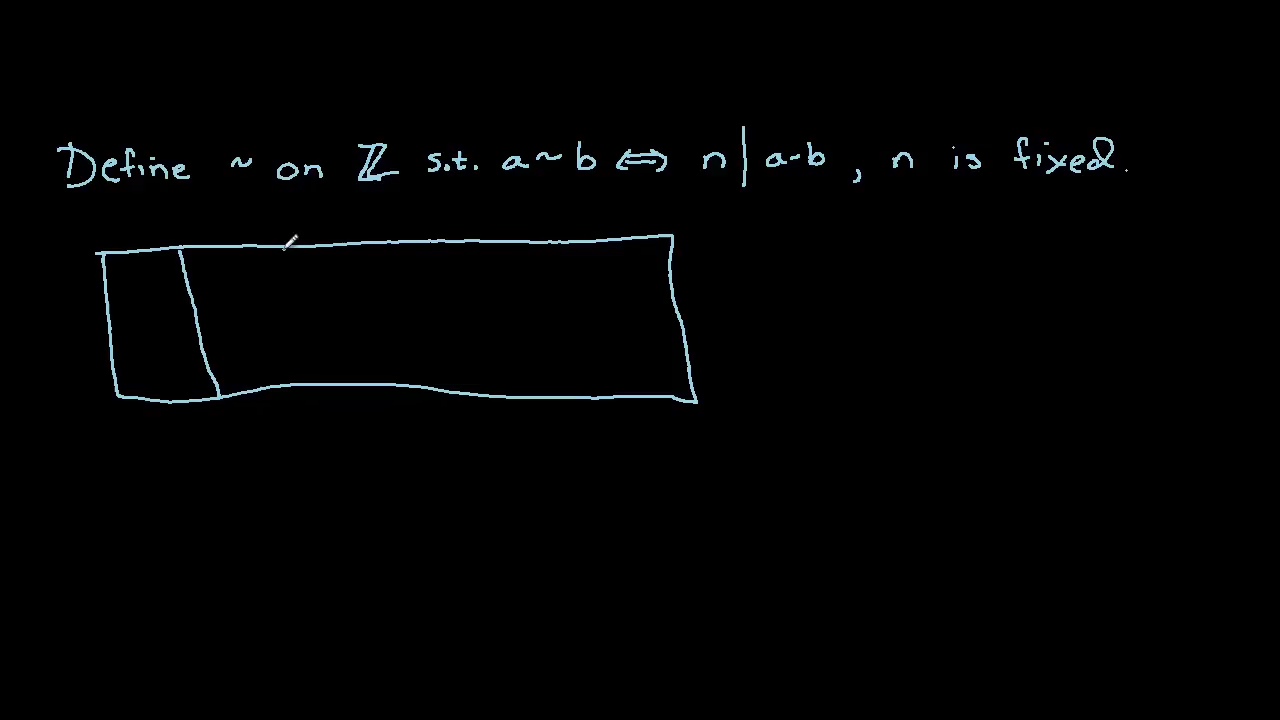 Define ~ on ℤ s.t. a~b ⇔ n | a-b, n is fixed.